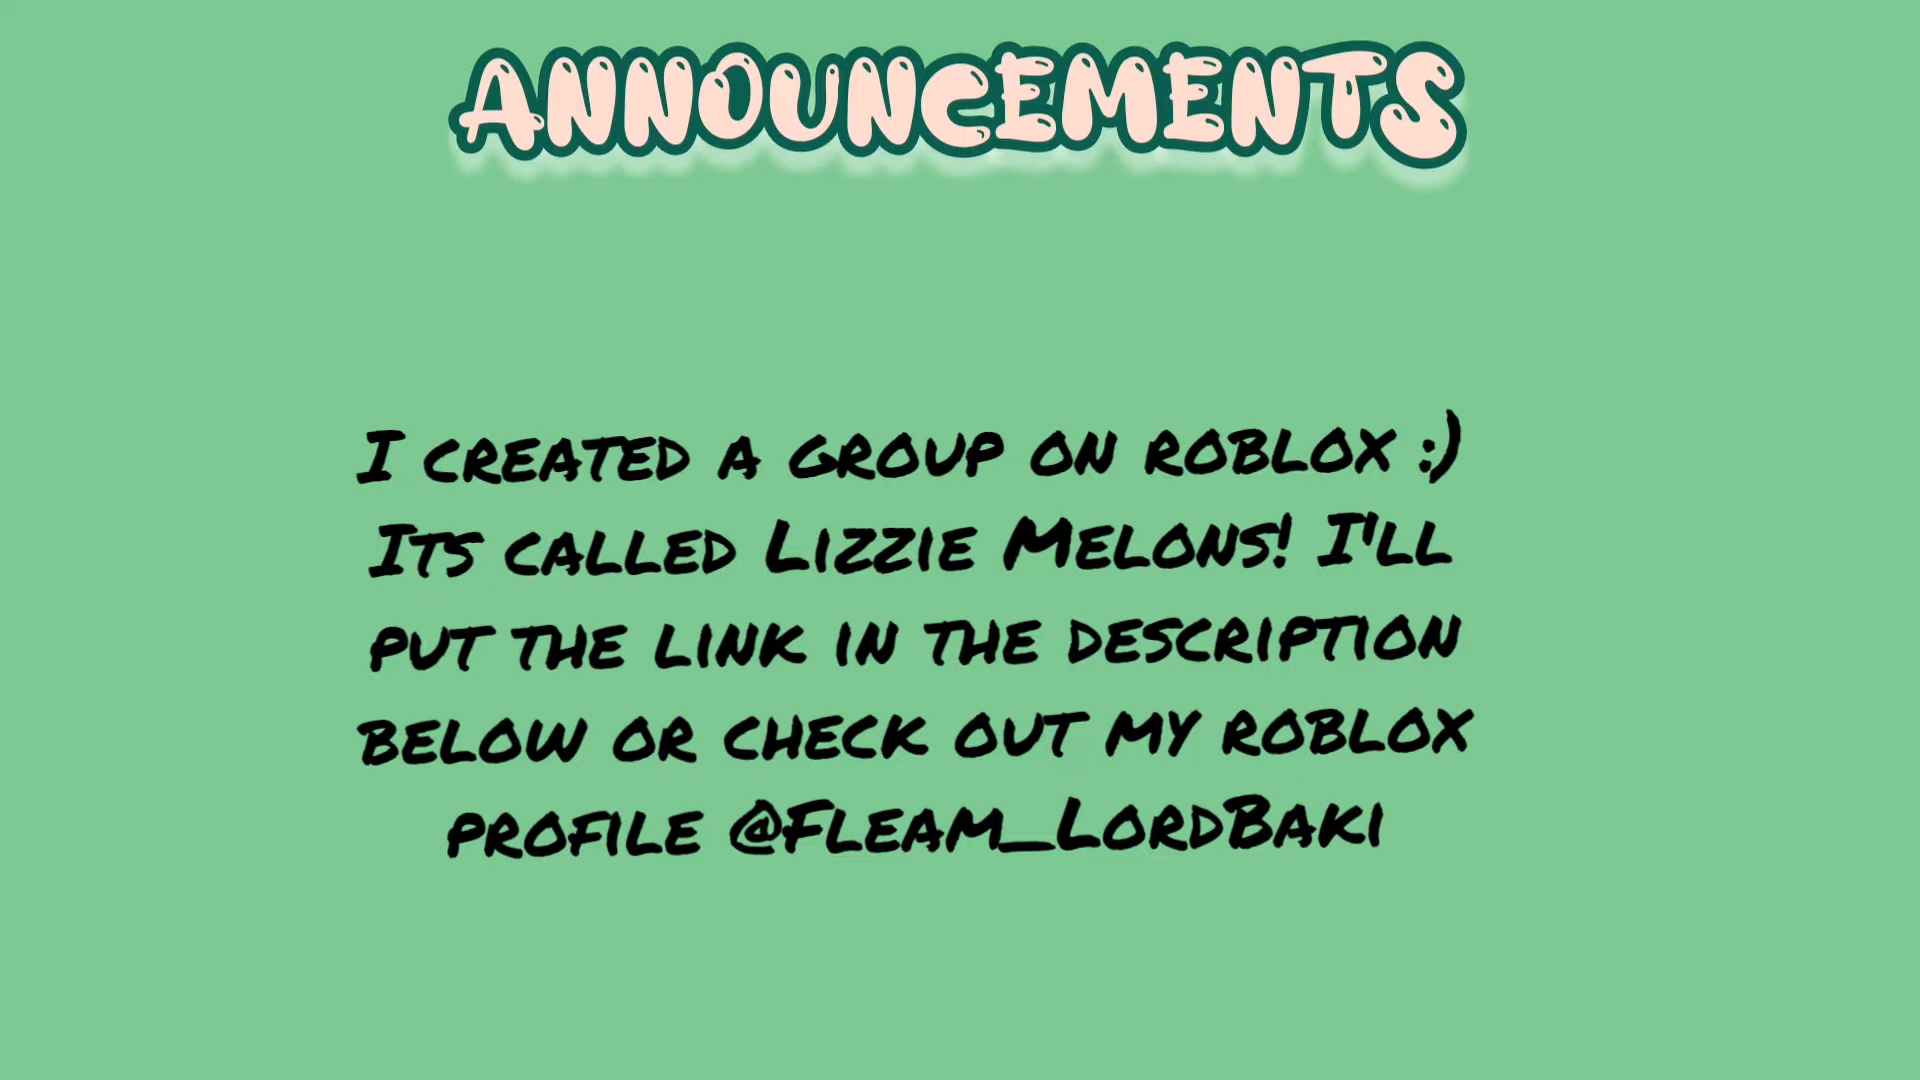 ANNOUNCEMENTS
I created a group on roblox :)
Its called Lizzie Melons! I'll
put the link in the description
below or check out my roblox
profile @Fleam_LordBaki